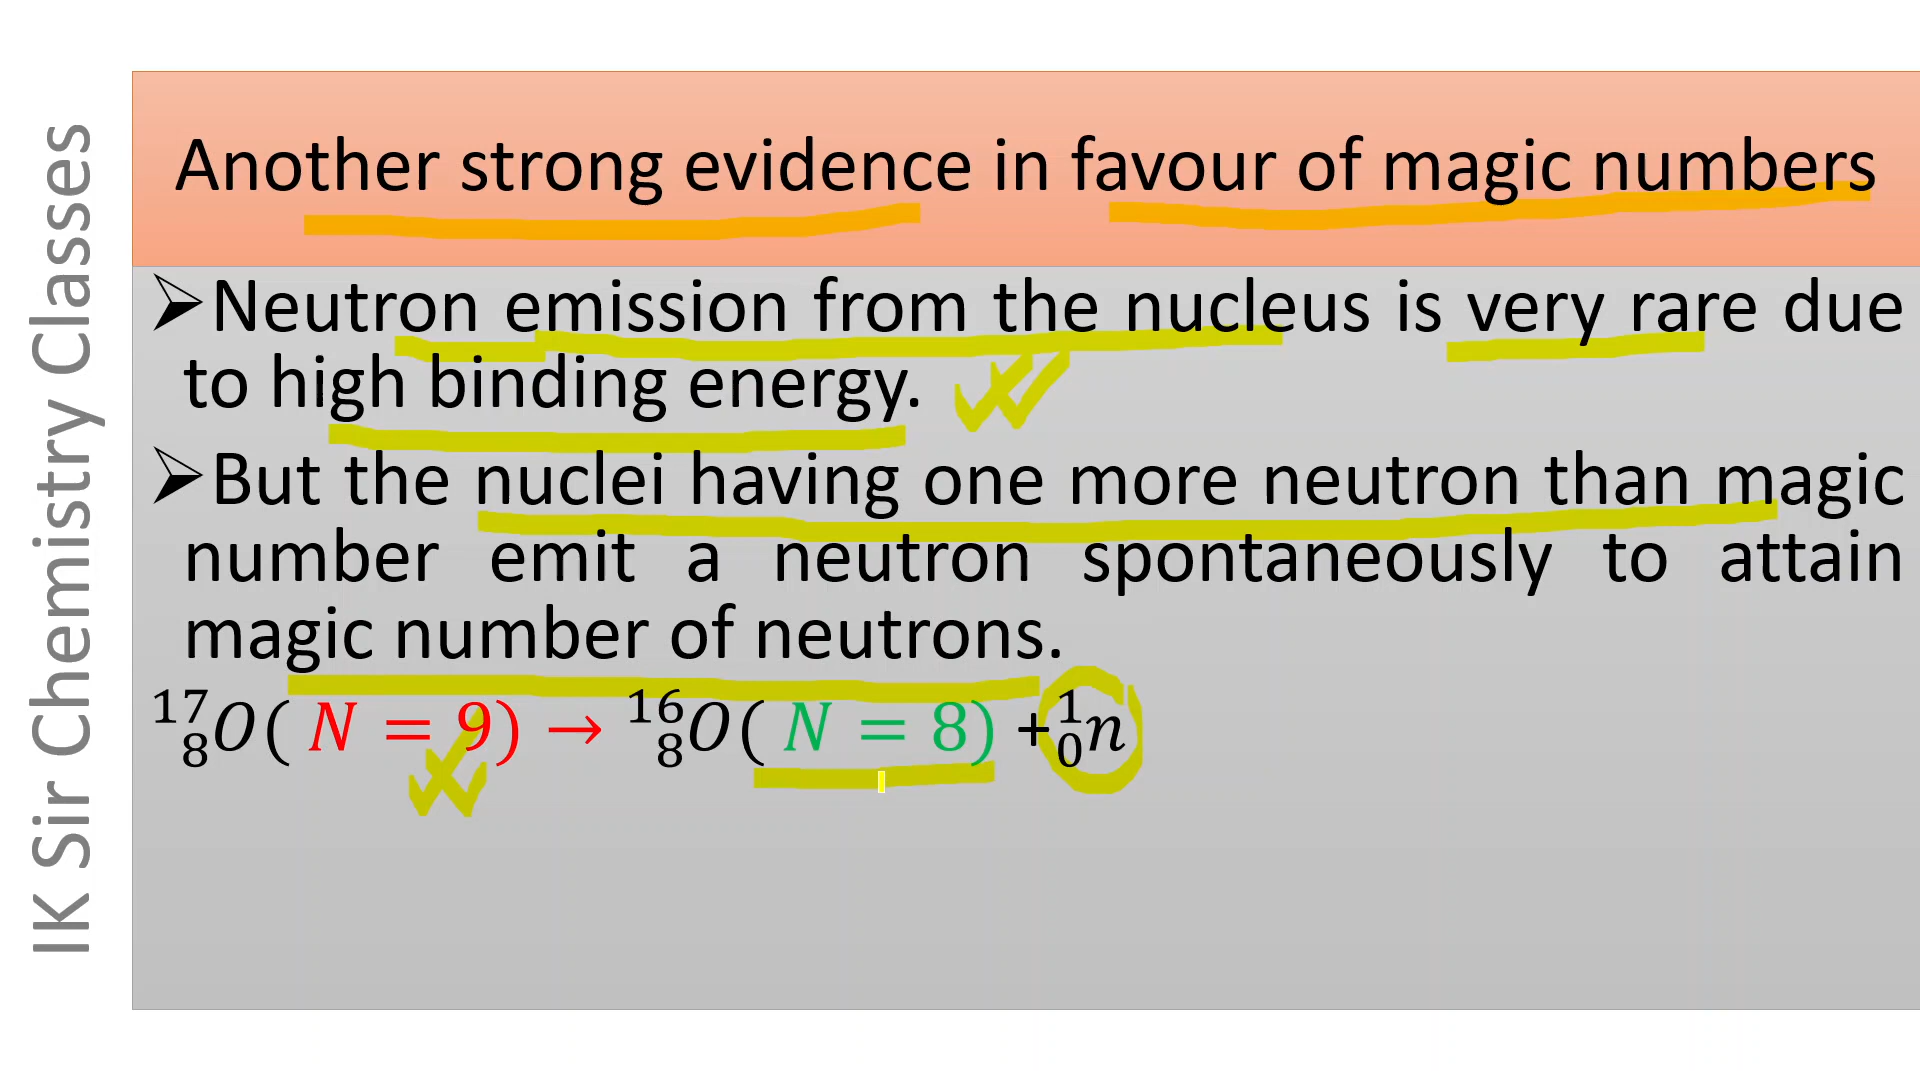 IK Sir Chemistry Classes
Another strong evidence in favour of magic numbers
➢Neutron emission from the nucleus is very rare due
to high binding energy.
➢But the nuclei having one more neutron than magic
number emit a neutron spontaneously to attain
magic number of neutrons.
¹⁷₈O( N = 9) → ¹⁶₈O( N = 8) +¹₀n